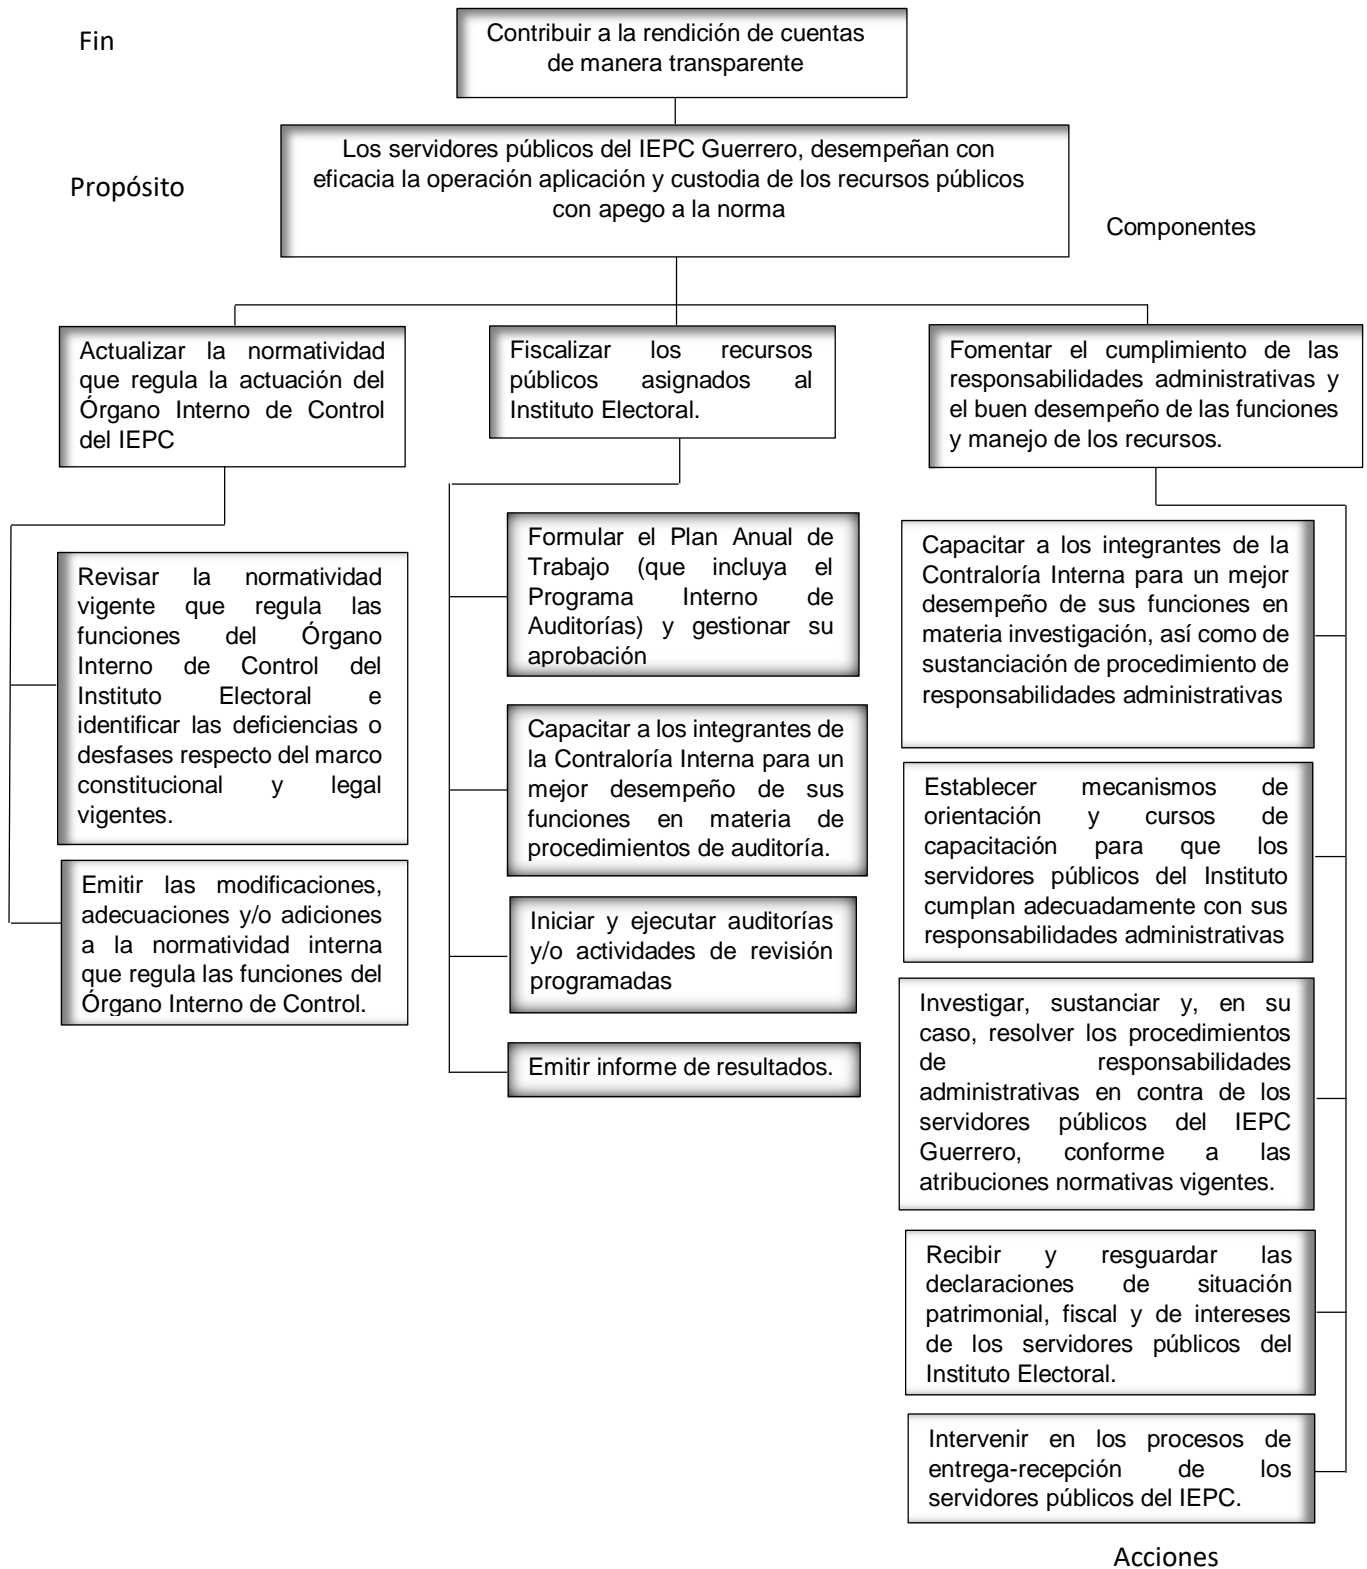 Fin
Contribuir a la rendición de cuentas
de manera transparente
Propósito
Los servidores públicos del IEPC Guerrero, desempeñan con
eficacia la operación aplicación y custodia de los recursos públicos
con apego a la norma
Componentes
Actualizar la normatividad
que regula la actuación del
Órgano Interno de Control
del IEPC
Revisar la normatividad
vigente que regula las
funciones del Órgano
Interno de Control del
Instituto Electoral e
identificar las deficiencias o
desfases respecto del marco
constitucional y legal
vigentes.
Emitir las modificaciones,
adecuaciones y/o adiciones
a la normatividad interna
que regula las funciones del
Órgano Interno de Control.
Fiscalizar los recursos
públicos asignados al
Instituto Electoral.
Formular el Plan Anual de
Trabajo (que incluya el
Programa Interno de
Auditorías) y gestionar su
aprobación
Capacitar a los integrantes de
la Contraloría Interna para un
mejor desempeño de sus
funciones en materia de
procedimientos de auditoría.
Iniciar y ejecutar auditorías
y/o actividades de revisión
programadas
Emitir informe de resultados.
Fomentar el cumplimiento de las
responsabilidades administrativas y
el buen desempeño de las funciones
y manejo de los recursos.
Capacitar a los integrantes de la
Contraloría Interna para un mejor
desempeño de sus funciones en
materia investigación, así como de
sustanciación de procedimiento de
responsabilidades administrativas
Establecer mecanismos de
orientación y cursos de
capacitación para que los
servidores públicos del Instituto
cumplan adecuadamente con sus
responsabilidades administrativas
Investigar, sustanciar y, en su
caso, resolver los procedimientos
de responsabilidades
administrativas en contra de los
servidores públicos del IEPC
Guerrero, conforme a las
atribuciones normativas vigentes.
Recibir y resguardar las
declaraciones de situación
patrimonial, fiscal y de intereses
de los servidores públicos del
Instituto Electoral.
Intervenir en los procesos de
entrega-recepción de los
servidores públicos del IEPC.
Acciones